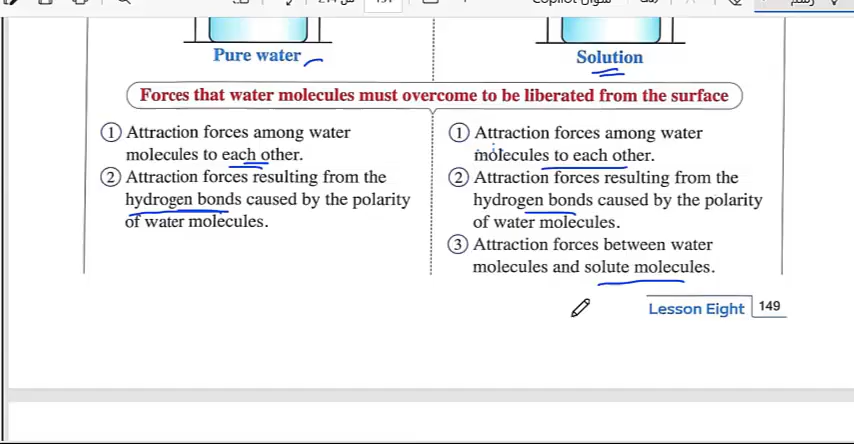 Pure water
Solution
Forces that water molecules must overcome to be liberated from the surface
① Attraction forces among water
molecules to each other.
② Attraction forces resulting from the
hydrogen bonds caused by the polarity
of water molecules.
① Attraction forces among water
molecules to each other.
② Attraction forces resulting from the
hydrogen bonds caused by the polarity
of water molecules.
③ Attraction forces between water
molecules and solute molecules.
Lesson Eight 149